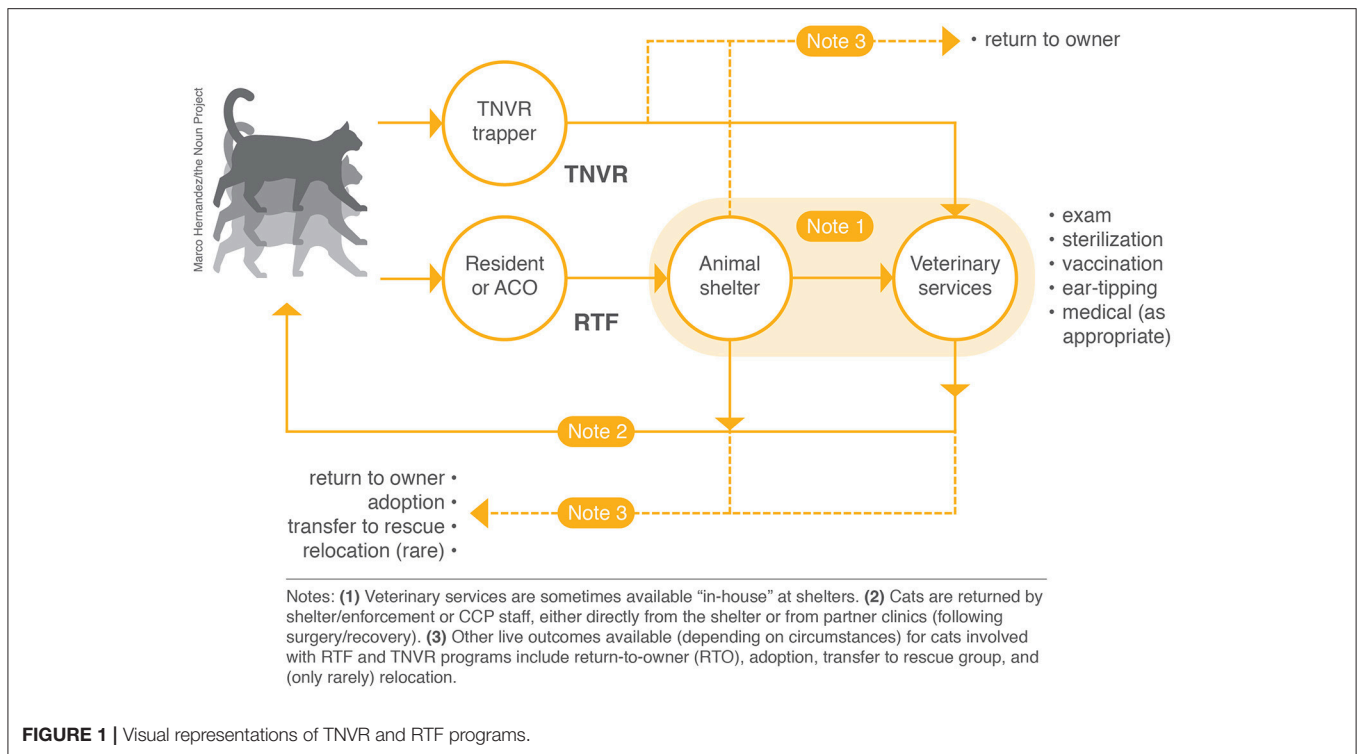 Note 3
• return to owner
Marco Hernandez/the Noun Project
TNVR
trapper
TNVR
Note 1
Resident
or ACO
RTF
Animal
shelter
Veterinary
services
• exam
• sterilization
• vaccination
• ear-tipping
• medical (as
appropriate)
Note 2
return to owner •
adoption •
transfer to rescue •
relocation (rare) •
Note 3
Notes: (1) Veterinary services are sometimes available “in-house” at shelters. (2) Cats are returned by
shelter/enforcement or CCP staff, either directly from the shelter or from partner clinics (following
surgery/recovery). (3) Other live outcomes available (depending on circumstances) for cats involved
with RTF and TNVR programs include return-to-owner (RTO), adoption, transfer to rescue group, and
(only rarely) relocation.
FIGURE 1 | Visual representations of TNVR and RTF programs.